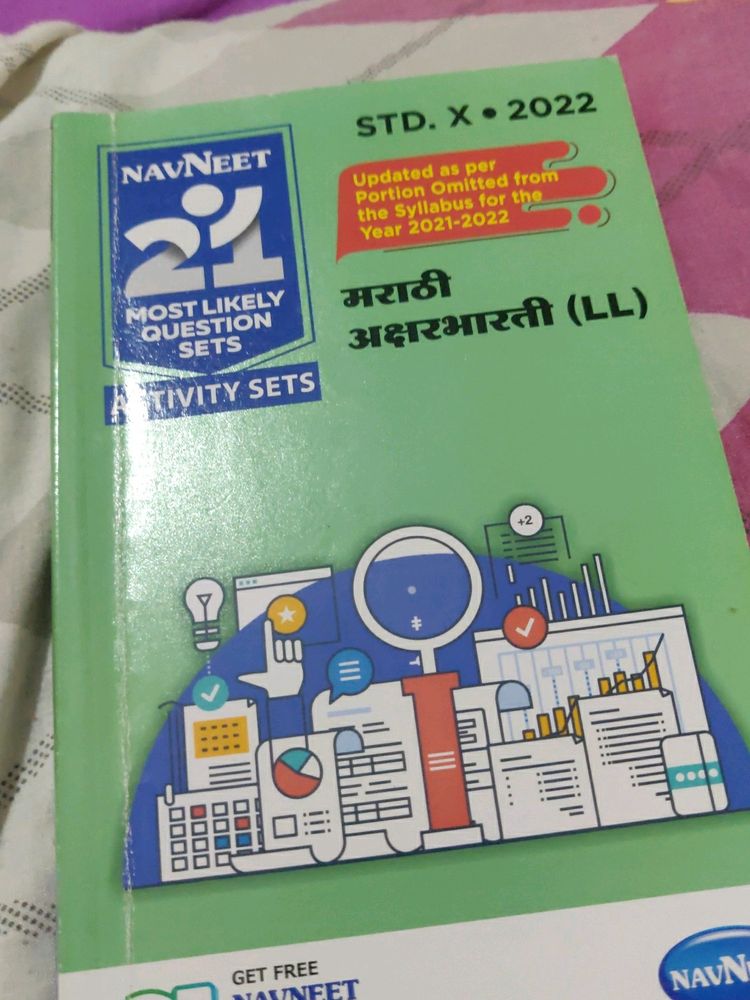 STD. X • 2022
NAVNEET
21
MOST LIKELY
QUESTION
SETS
ACTIVITY SETS
Updated as per
Portion Omitted from
the Syllabus for the
Year 2021-2022
मराठी
अक्षरभारती (LL)
+2
GET FREE
NAVNEET